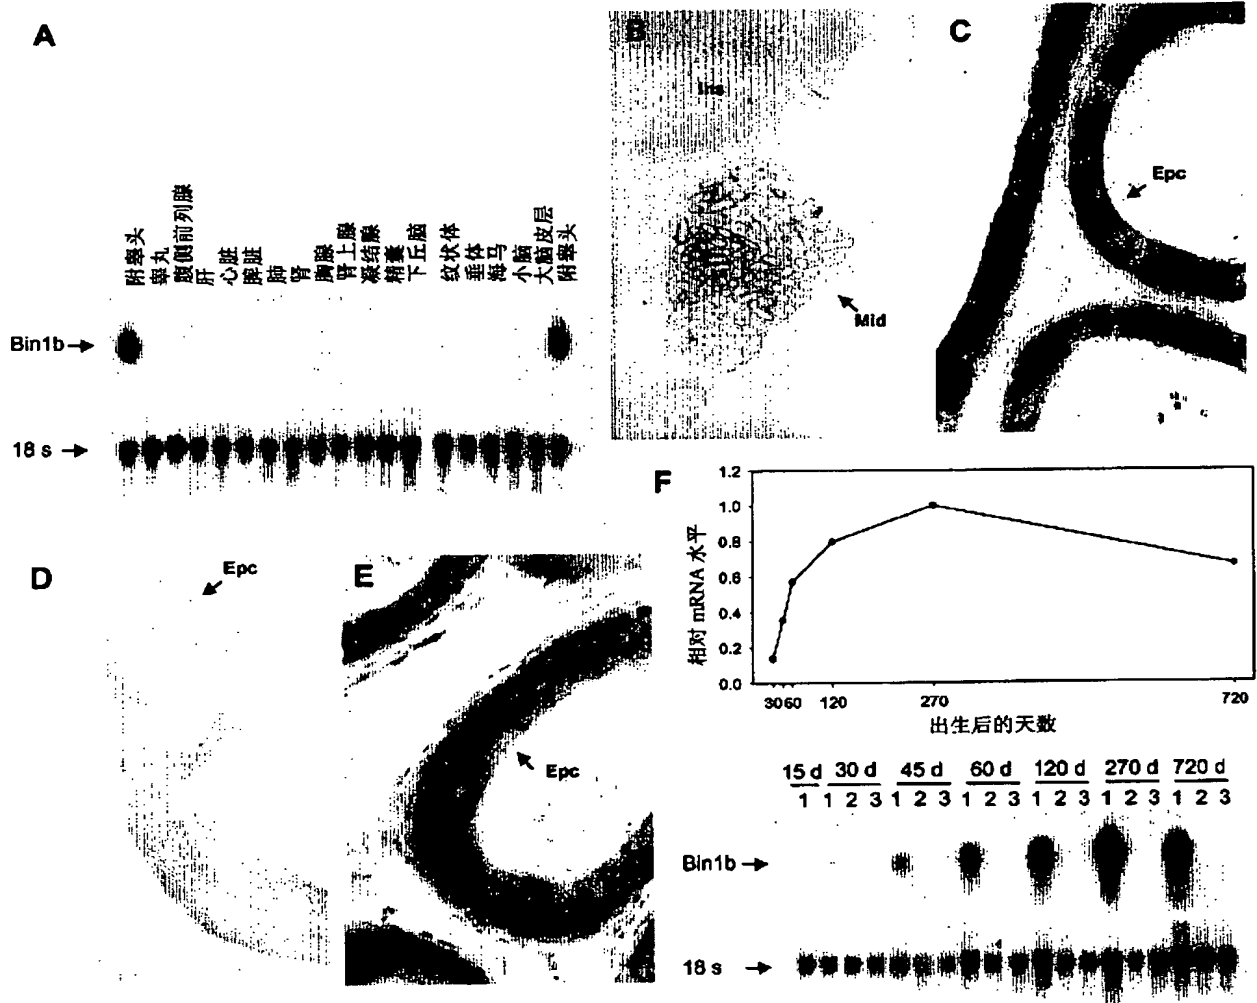 A
附睾头
睾丸
腹侧前列腺
肝
心脏
脾脏
肺
肾
胸腺
肾上腺
凝结腺
精囊
下丘脑
纹状体
垂体
海马
小脑
大脑皮层
附睾头
Bin1b
18 s
B
Ins
Mid
C
Epc
D
Epc
E
Epc
F
相对 mRNA 水平
1.2
1.0
0.8
0.6
0.4
0.2
0.0
30 60 120 270 720
出生后的天数
15 d 30 d 45 d 60 d 120 d 270 d 720 d
1 1 2 3 1 2 3 1 2 3 1 2 3 1 2 3 1 2 3
Bin1b
18 s